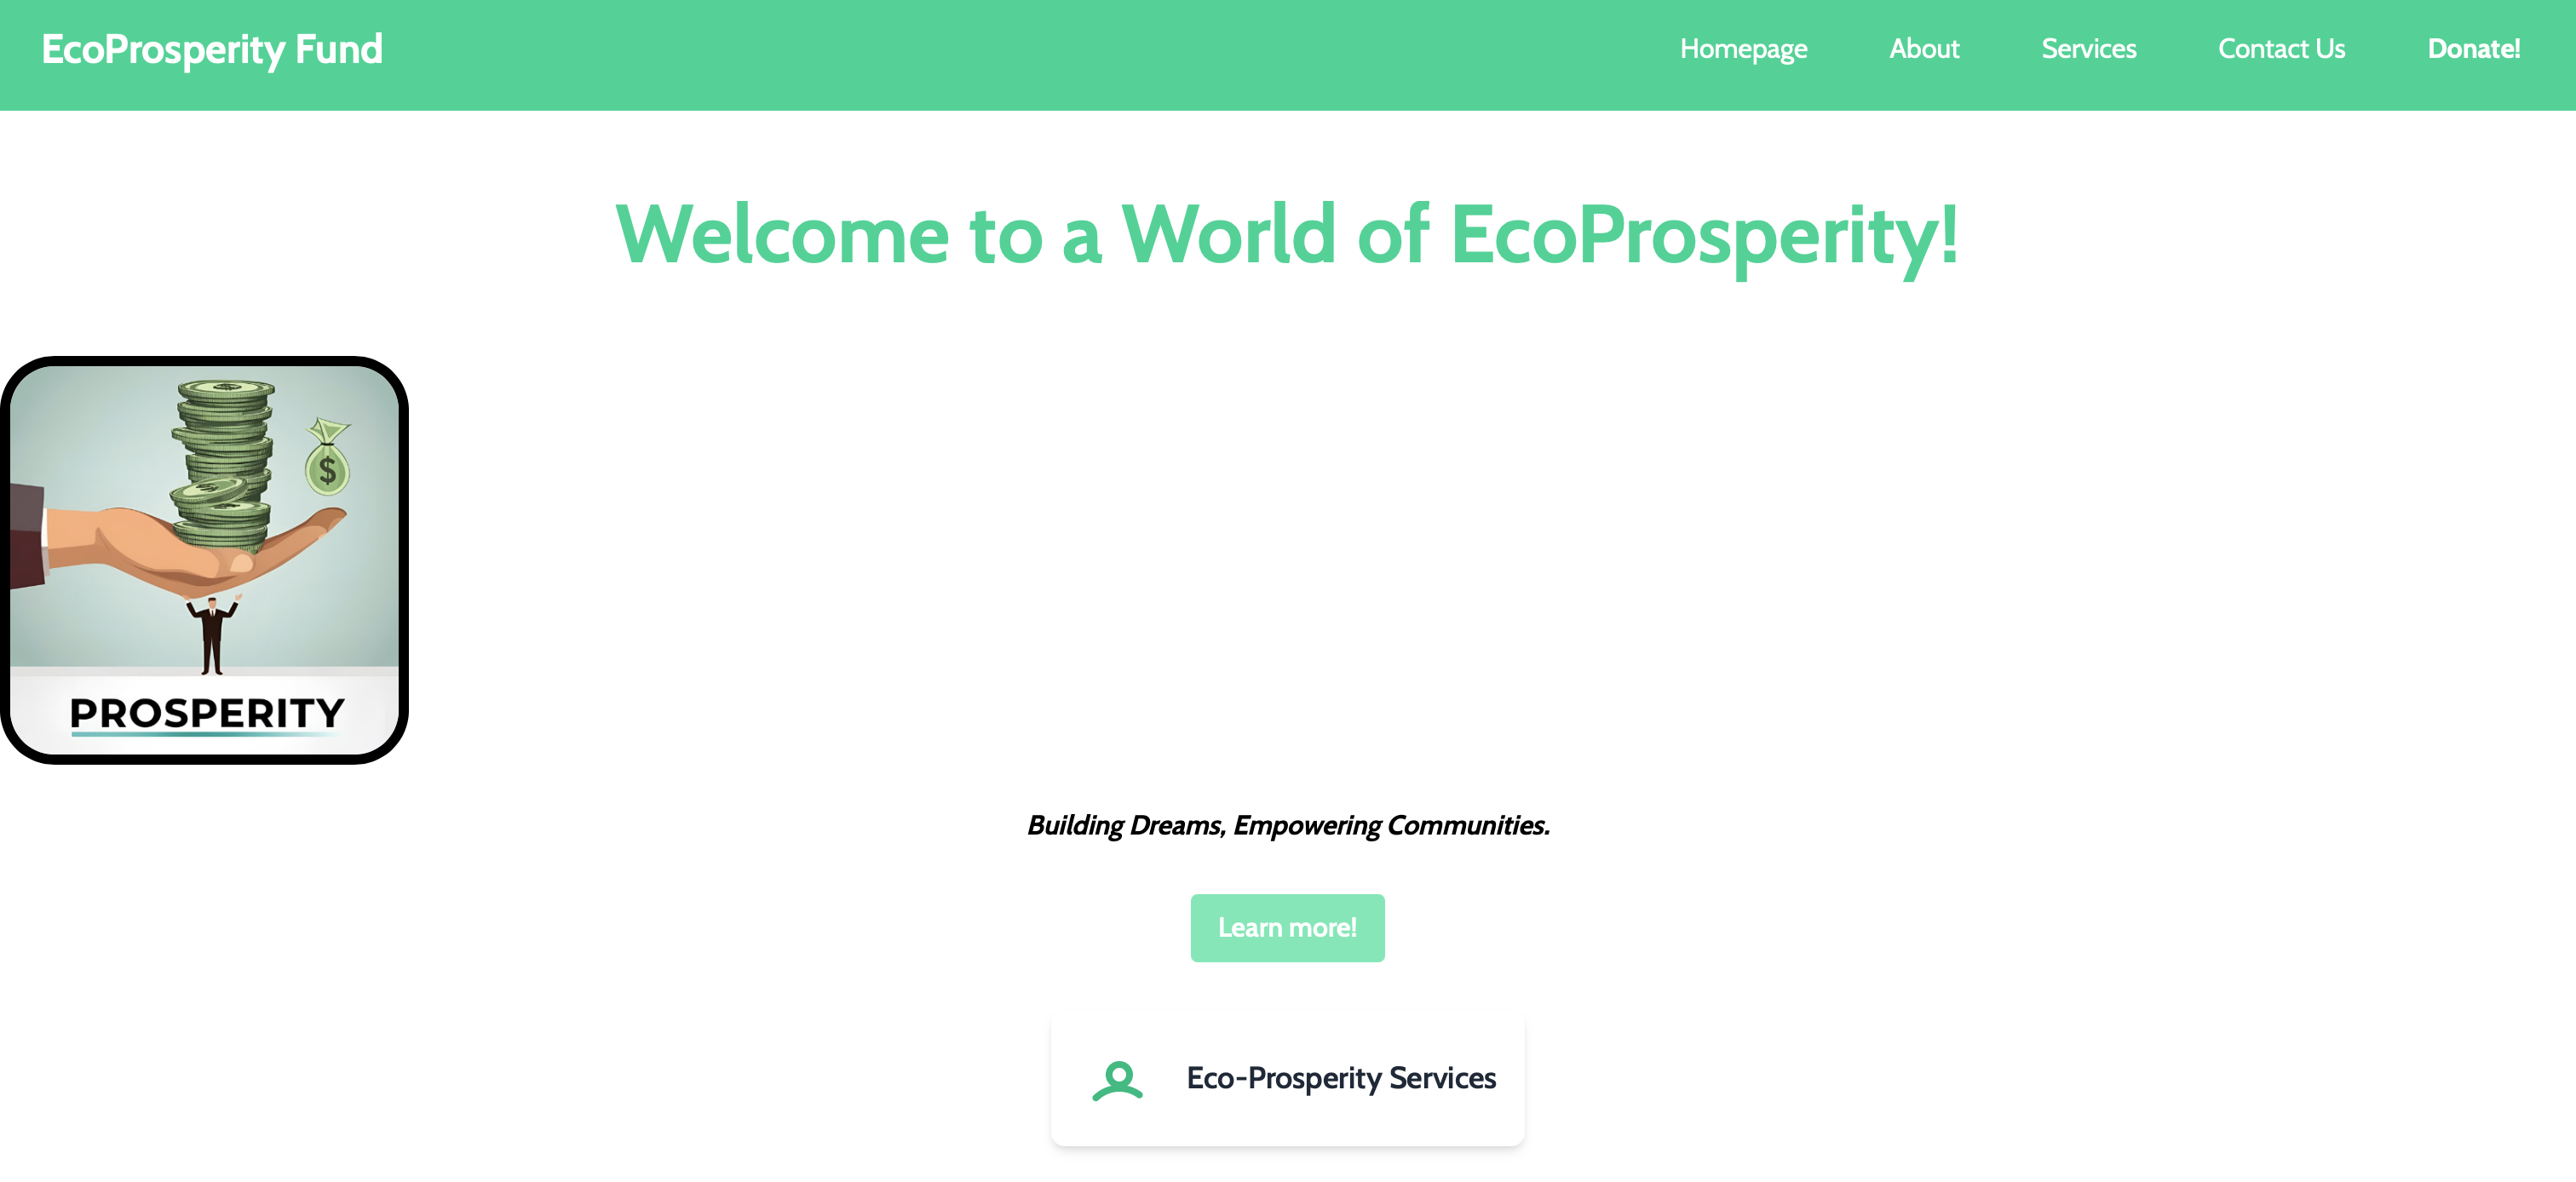 EcoProsperity Fund
Homepage About Services Contact Us Donate!
Welcome to a World of EcoProsperity!
$
PROSPERITY
Building Dreams, Empowering Communities.
Learn more!
Eco-Prosperity Services